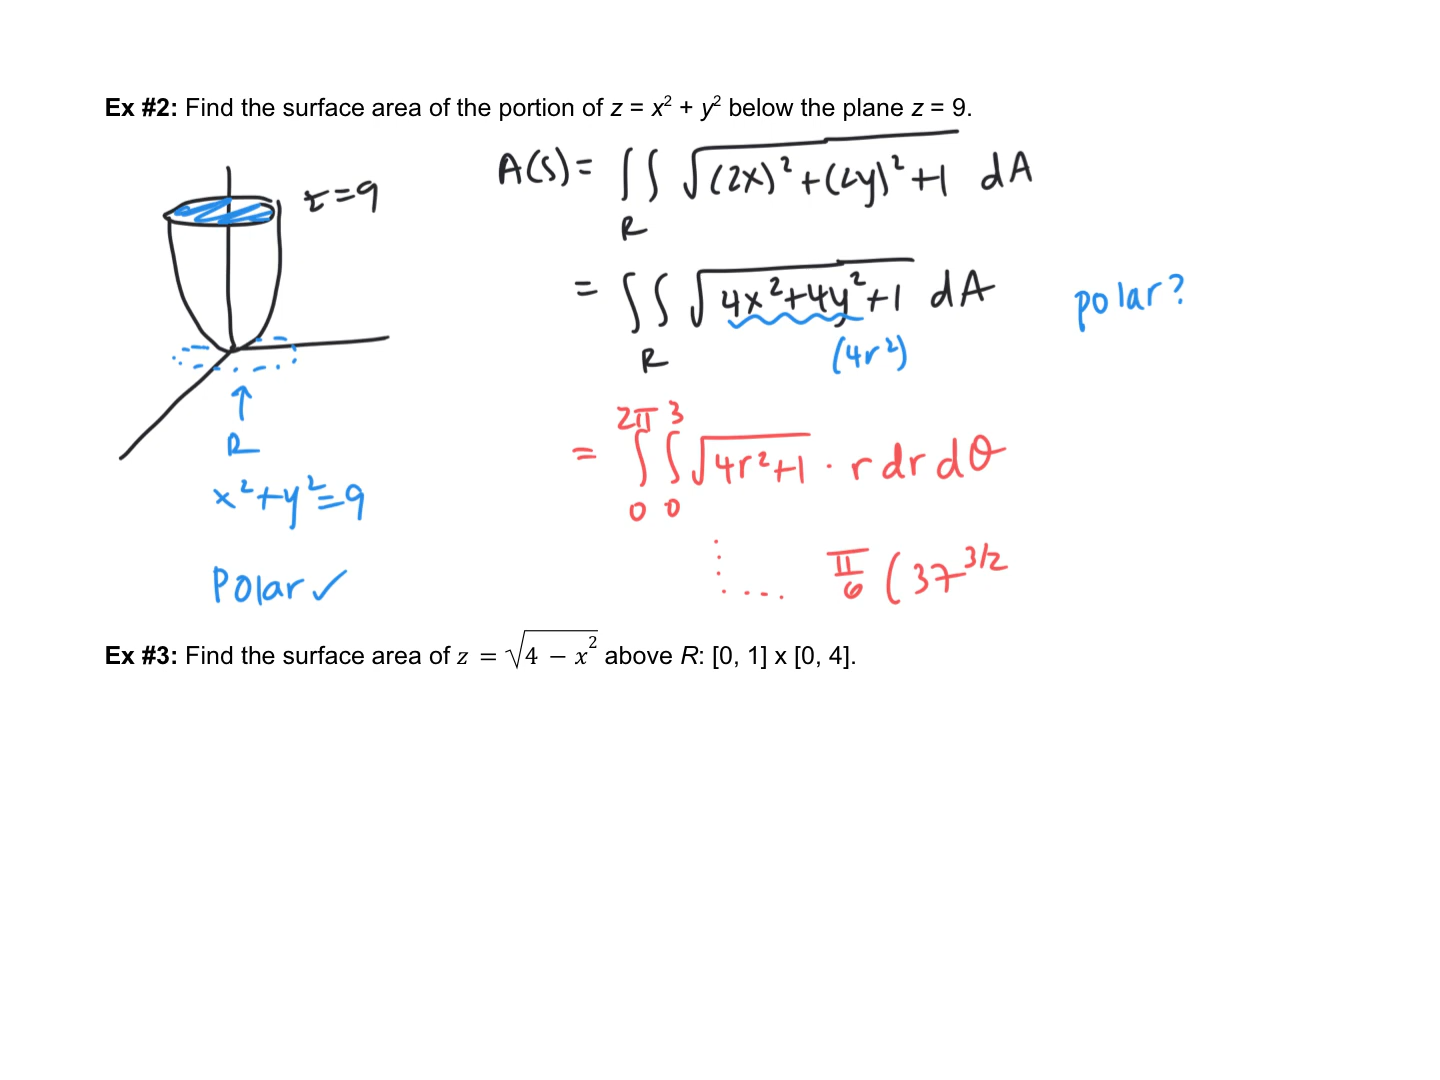 Ex #2: Find the surface area of the portion of z = x² + y² below the plane z = 9.
z=9
A(S)= ∫∫ √(2x)²+(2y)²+1 dA
R
= ∫∫ √4x²+4y²+1 dA
R
(4r²)
polar?
R
x²+y²=9
Polar ✓
2π 3
= ∫∫ √4r²+1 · r dr dθ
0 0
⋮ ... π/6 (37^3/2
Ex #3: Find the surface area of z = √4 − x² above R: [0, 1] x [0, 4].